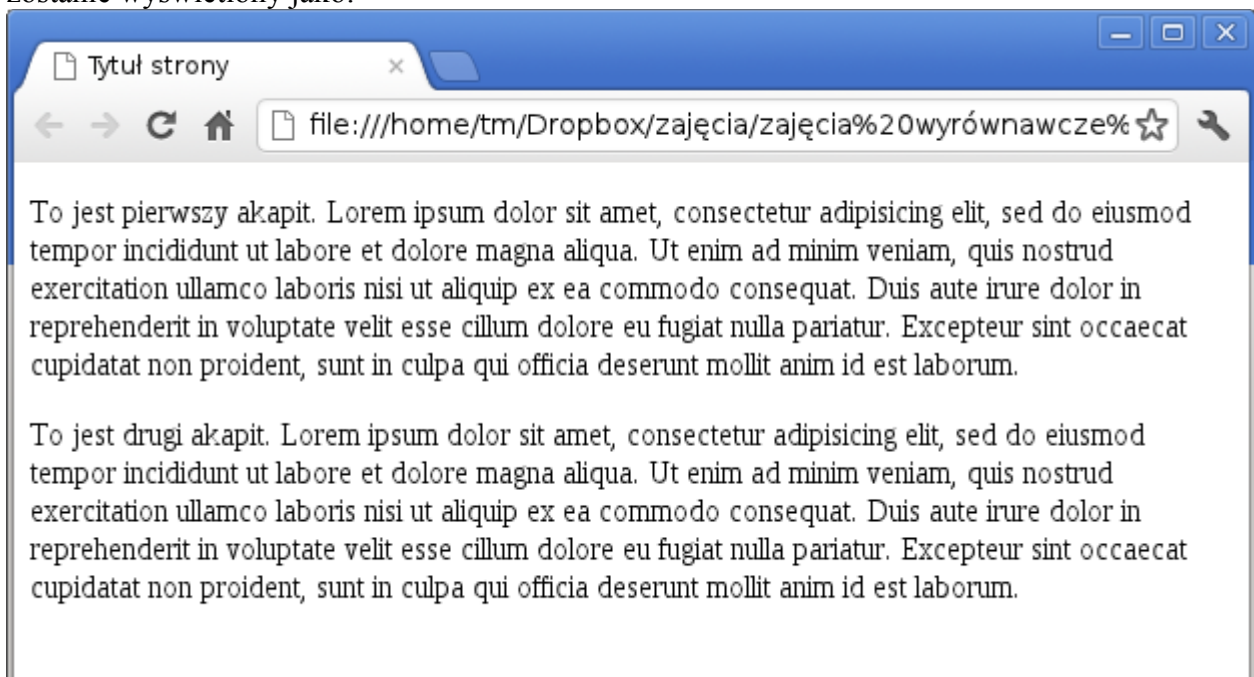 zostanie wyświetlony jako:
Tytuł strony
file:///home/tm/Dropbox/zajęcia/zajęcia%20wyrównawcze%
To jest pierwszy akapit. Lorem ipsum dolor sit amet, consectetur adipisicing elit, sed do eiusmod
tempor incididunt ut labore et dolore magna aliqua. Ut enim ad minim veniam, quis nostrud
exercitation ullamco laboris nisi ut aliquip ex ea commodo consequat. Duis aute irure dolor in
reprehenderit in voluptate velit esse cillum dolore eu fugiat nulla pariatur. Excepteur sint occaecat
cupidatat non proident, sunt in culpa qui officia deserunt mollit anim id est laborum.
To jest drugi akapit. Lorem ipsum dolor sit amet, consectetur adipisicing elit, sed do eiusmod
tempor incididunt ut labore et dolore magna aliqua. Ut enim ad minim veniam, quis nostrud
exercitation ullamco laboris nisi ut aliquip ex ea commodo consequat. Duis aute irure dolor in
reprehenderit in voluptate velit esse cillum dolore eu fugiat nulla pariatur. Excepteur sint occaecat
cupidatat non proident, sunt in culpa qui officia deserunt mollit anim id est laborum.